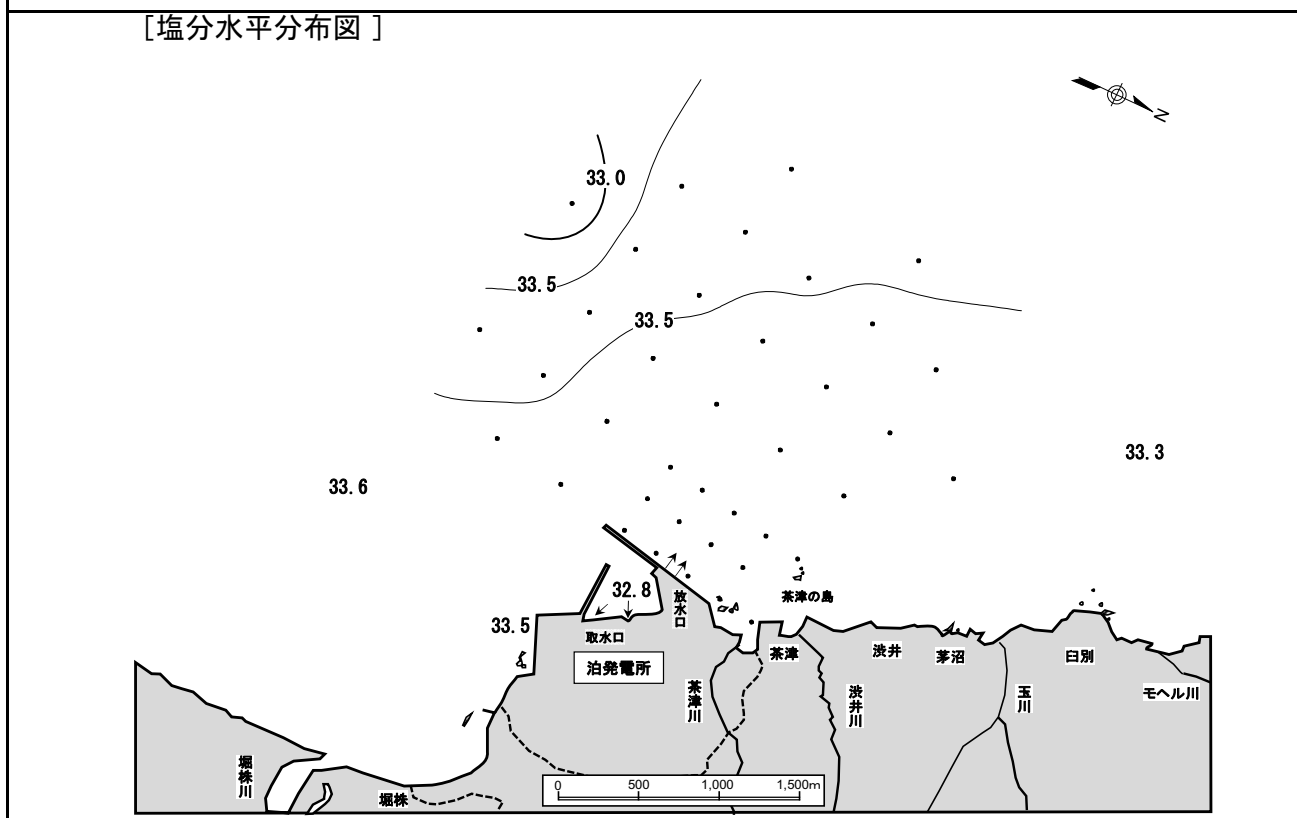 [塩分水平分布図 ]
N
33.0
33.5
33.5
33.3
33.6
32.8
33.5
取水口
放水口
茶津の島
泊発電所
茶津川
茶津
渋井
渋井川
茅沼
玉川
臼別
モヘル川
堀株川
堀株
0 500 1,000 1,500m